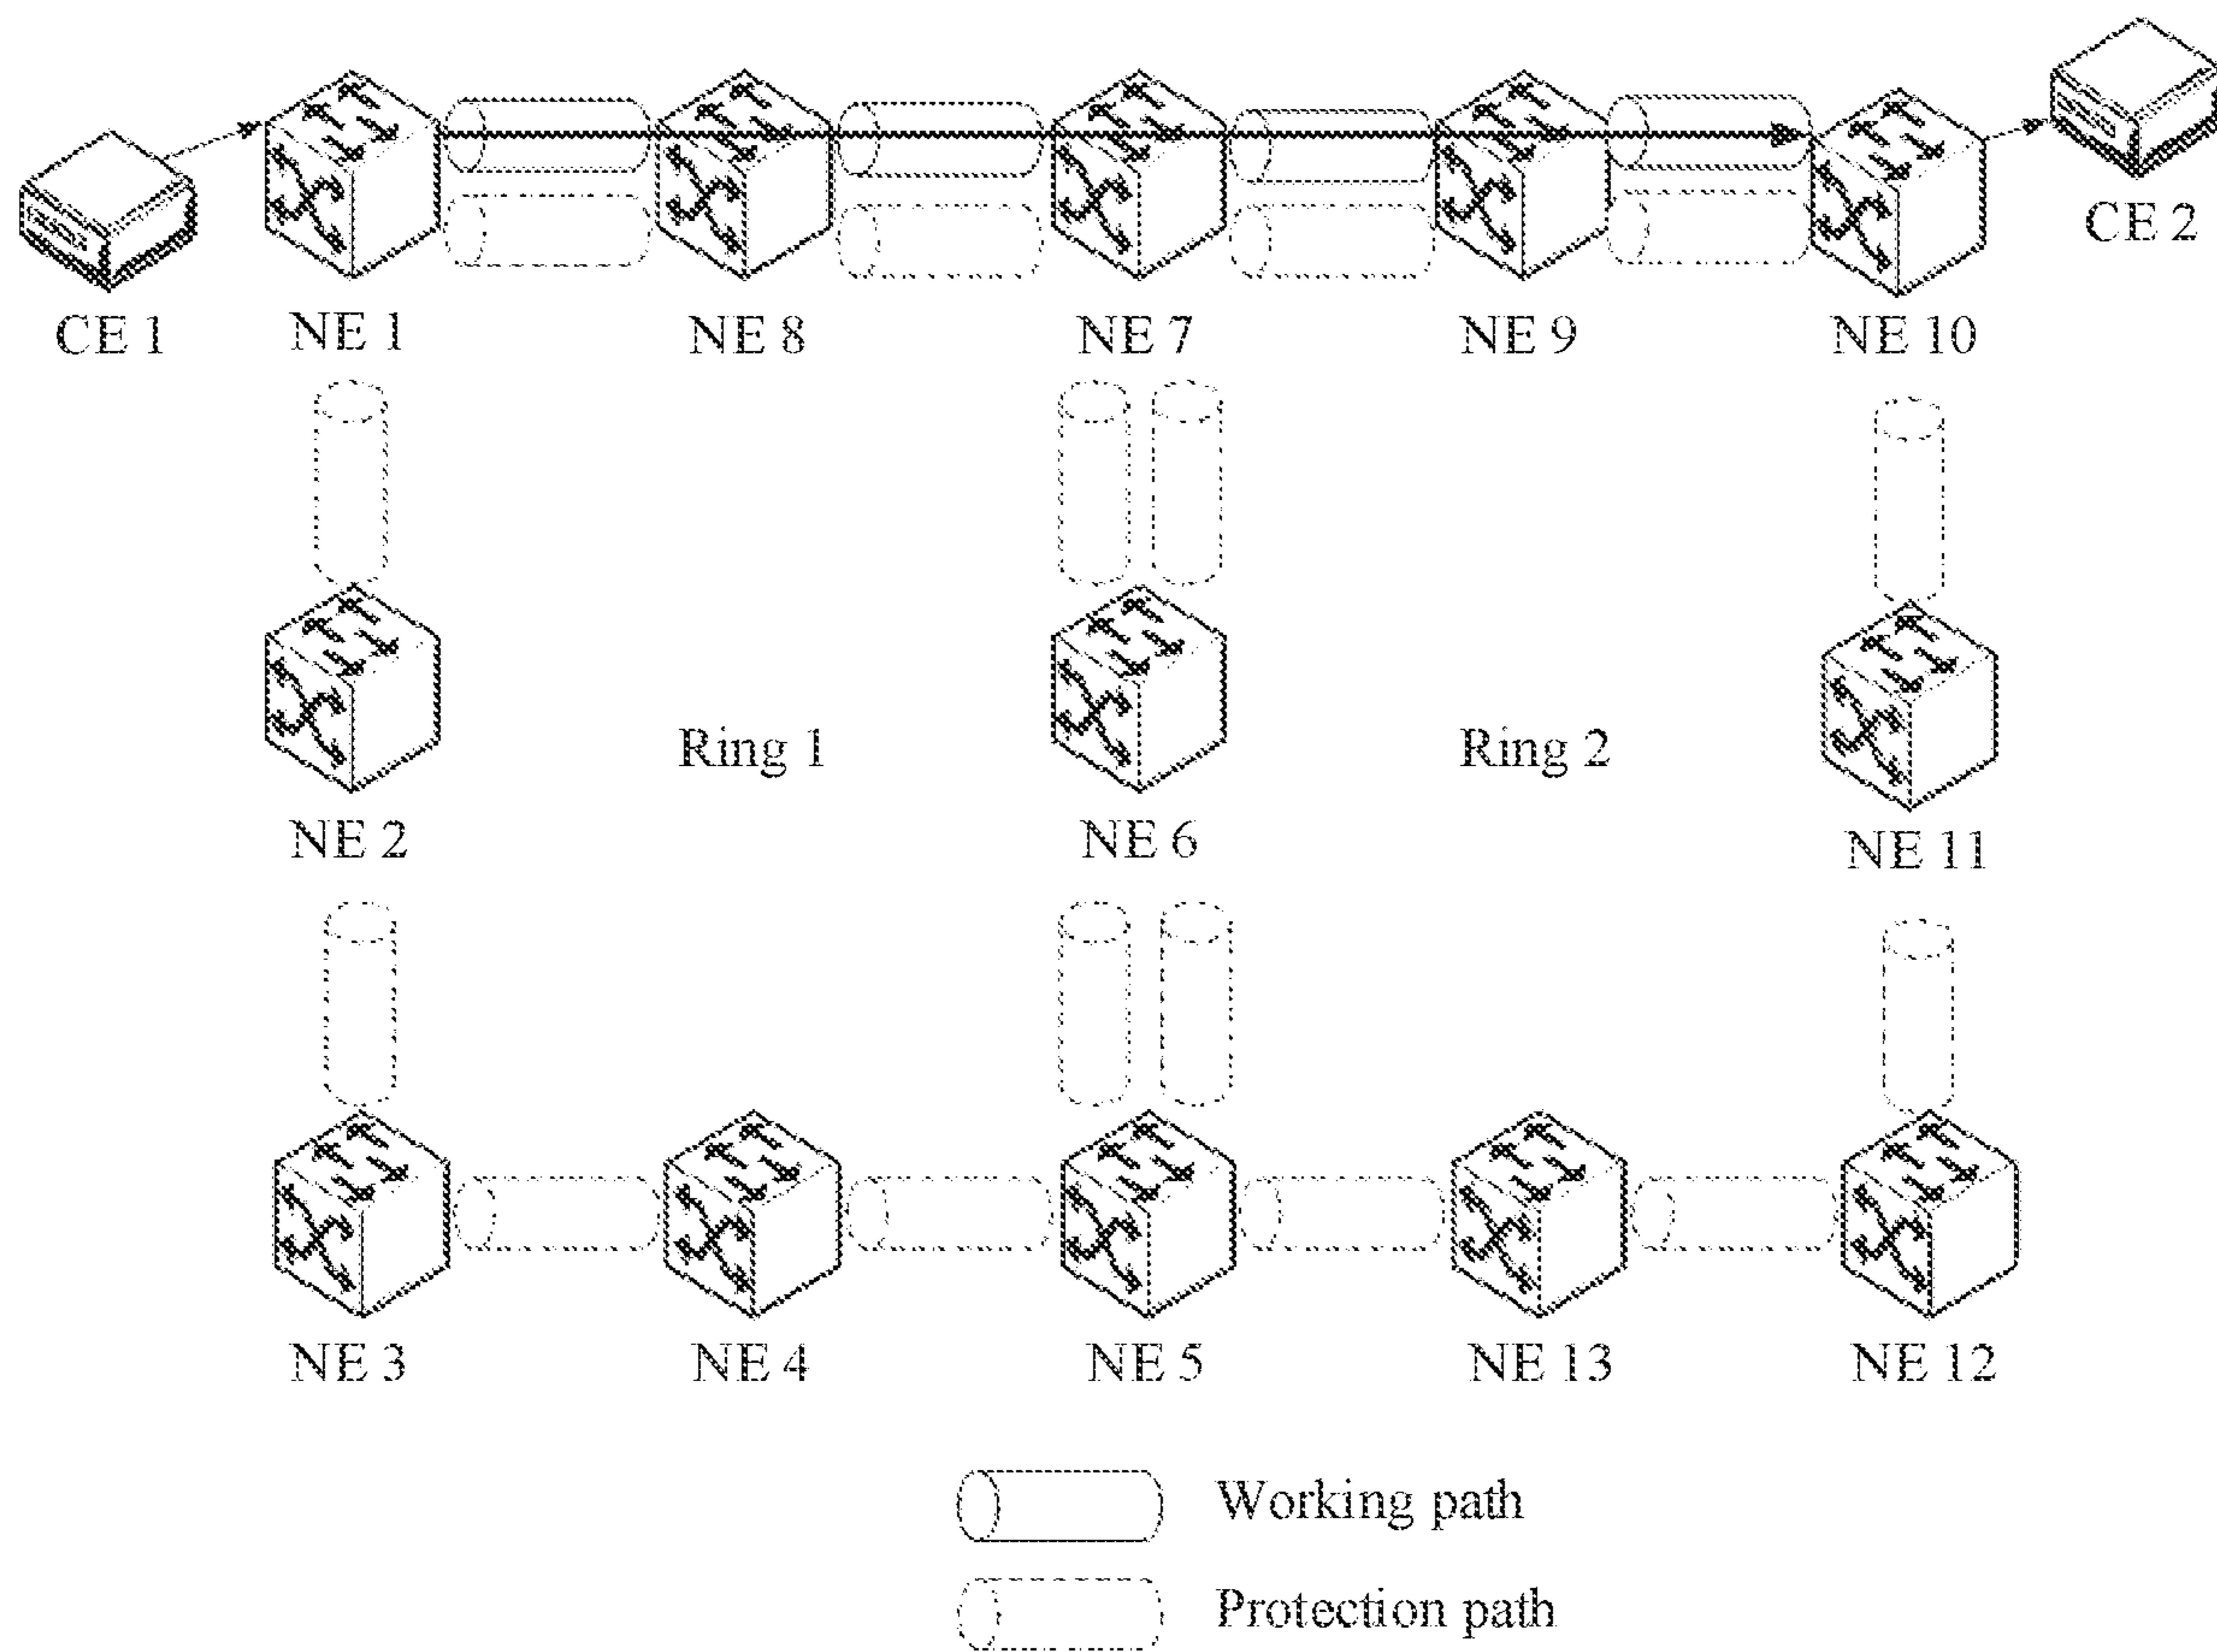 CE 2
CE 1
NE 1
NE 8
NE 7
NE 9
NE 10
Ring 1
Ring 2
NE 2
NE 6
NE 11
NE 3
NE 4
NE 5
NE 13
NE 12
Working path
Protection path